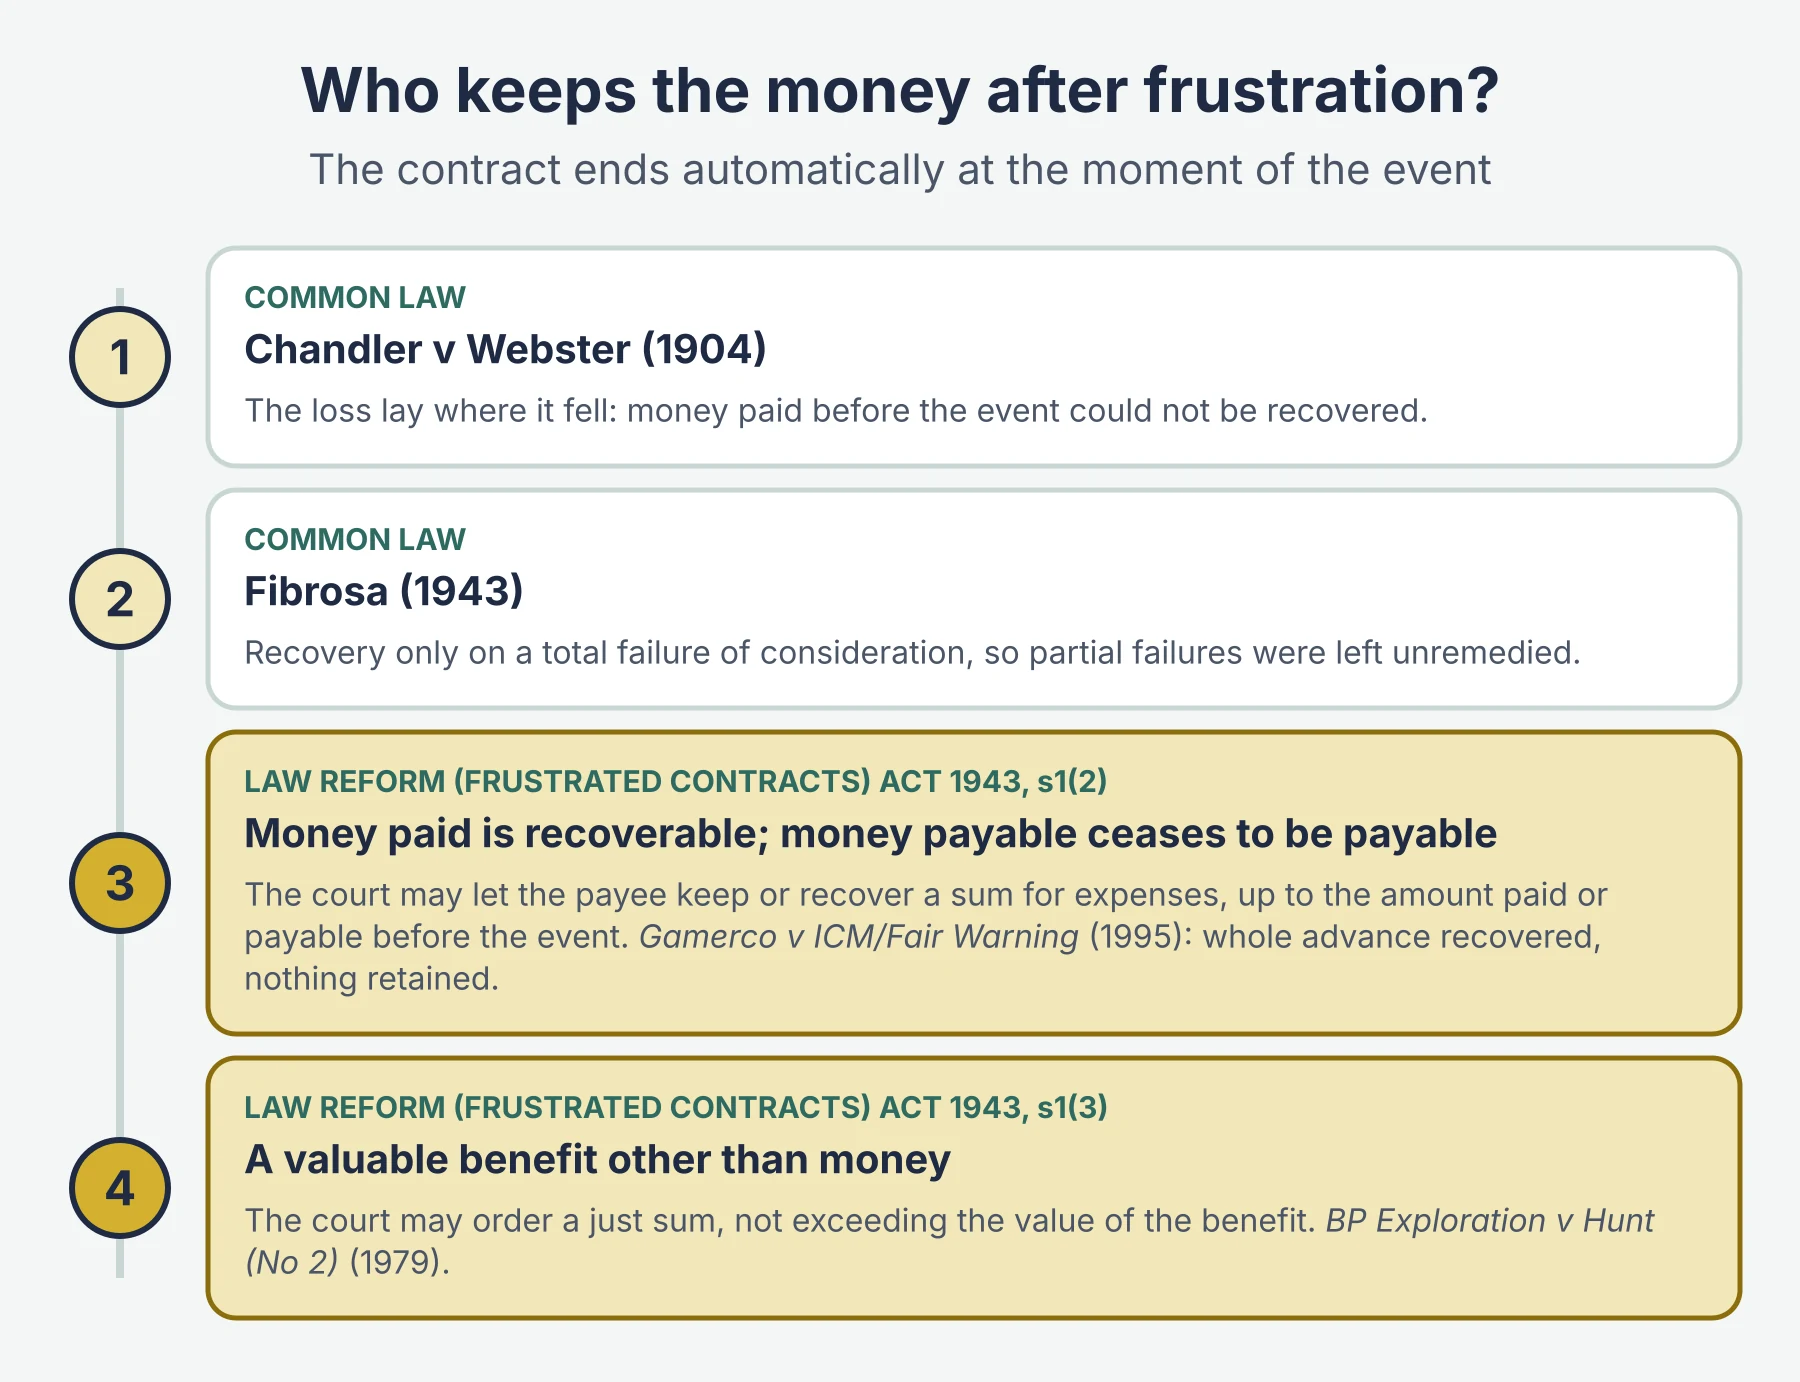 Who keeps the money after frustration?
The contract ends automatically at the moment of the event
1
COMMON LAW
Chandler v Webster (1904)
The loss lay where it fell: money paid before the event could not be recovered.
2
COMMON LAW
Fibrosa (1943)
Recovery only on a total failure of consideration, so partial failures were left unremedied.
3
LAW REFORM (FRUSTRATED CONTRACTS) ACT 1943, s1(2)
Money paid is recoverable; money payable ceases to be payable
The court may let the payee keep or recover a sum for expenses, up to the amount paid or
payable before the event. Gamerco v ICM/Fair Warning (1995): whole advance recovered,
nothing retained.
4
LAW REFORM (FRUSTRATED CONTRACTS) ACT 1943, s1(3)
A valuable benefit other than money
The court may order a just sum, not exceeding the value of the benefit. BP Exploration v Hunt
(No 2) (1979).